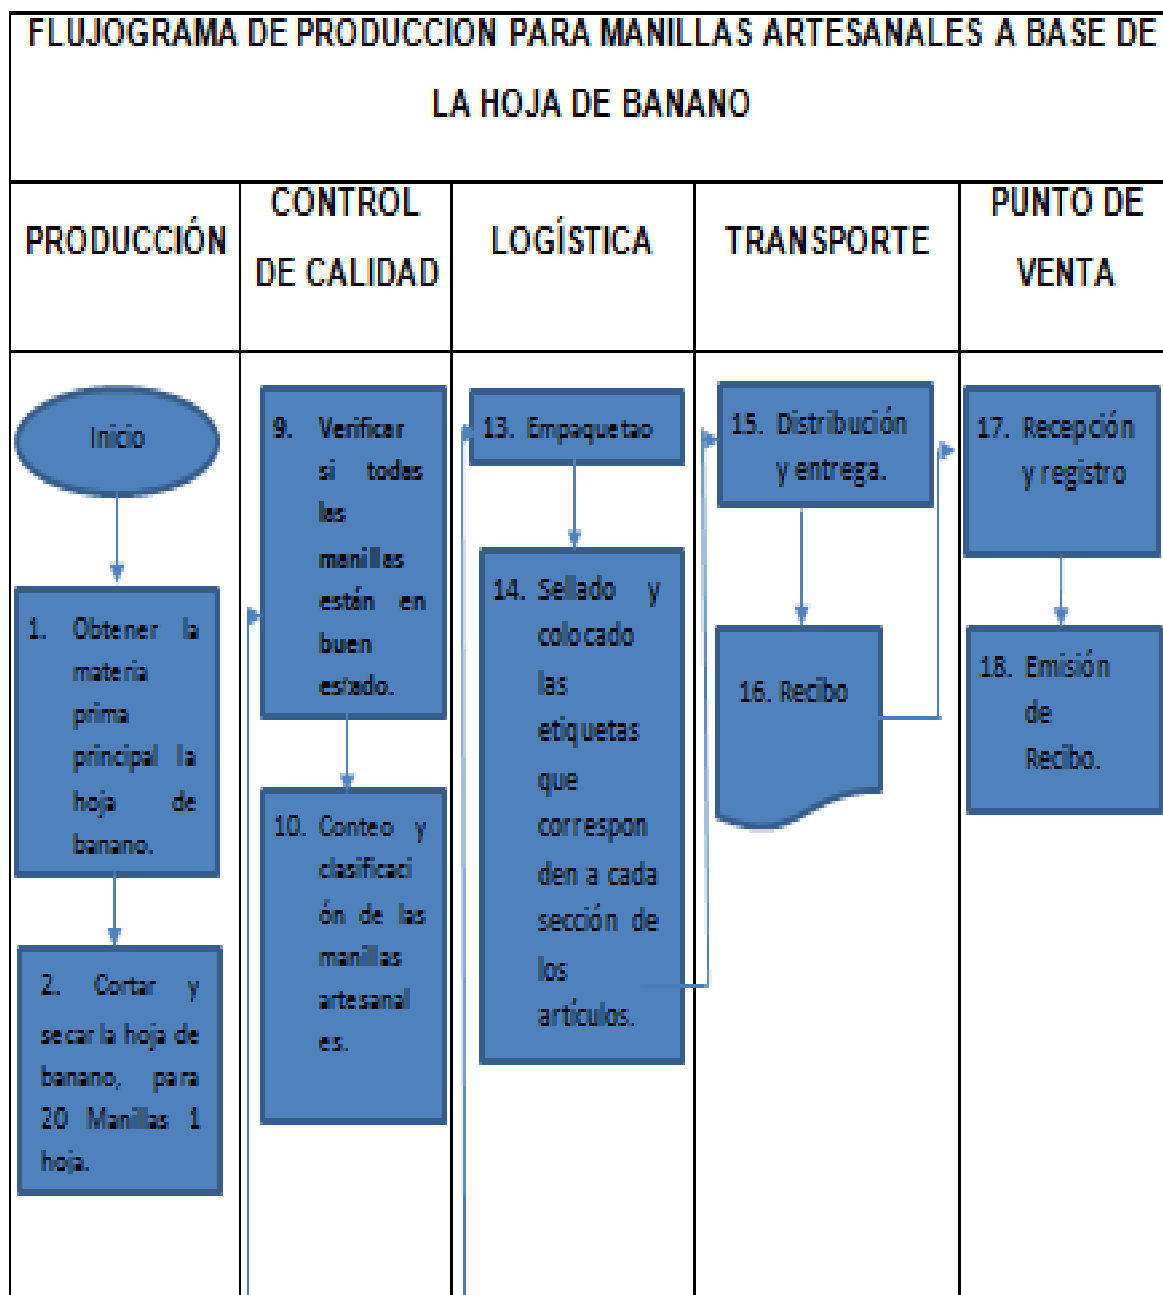 FLUJOGRAMA DE PRODUCCION PARA MANILLAS ARTESANALES A BASE DE
LA HOJA DE BANANO
PRODUCCIÓN
CONTROL
DE CALIDAD
LOGÍSTICA
TRANSPORTE
PUNTO DE
VENTA
Inicio
1. Obtener la
materia
prima
principal la
hoja de
banano.
2. Cortar y
secar la hoja de
banano, para
20 Manillas 1
hoja.
9. Verificar
si todas
las
manillas
están en
buen
estado.
10. Conteo y
clasificaci
ón de las
manillas
artesanal
es.
13. Empaquetao
14. Sellado y
colocado
las
etiquetas
que
correspon
den a cada
sección de
los
artículos.
15. Distribución
y entrega.
16. Recibo
17. Recepción
y registro
18. Emisión
de
Recibo.